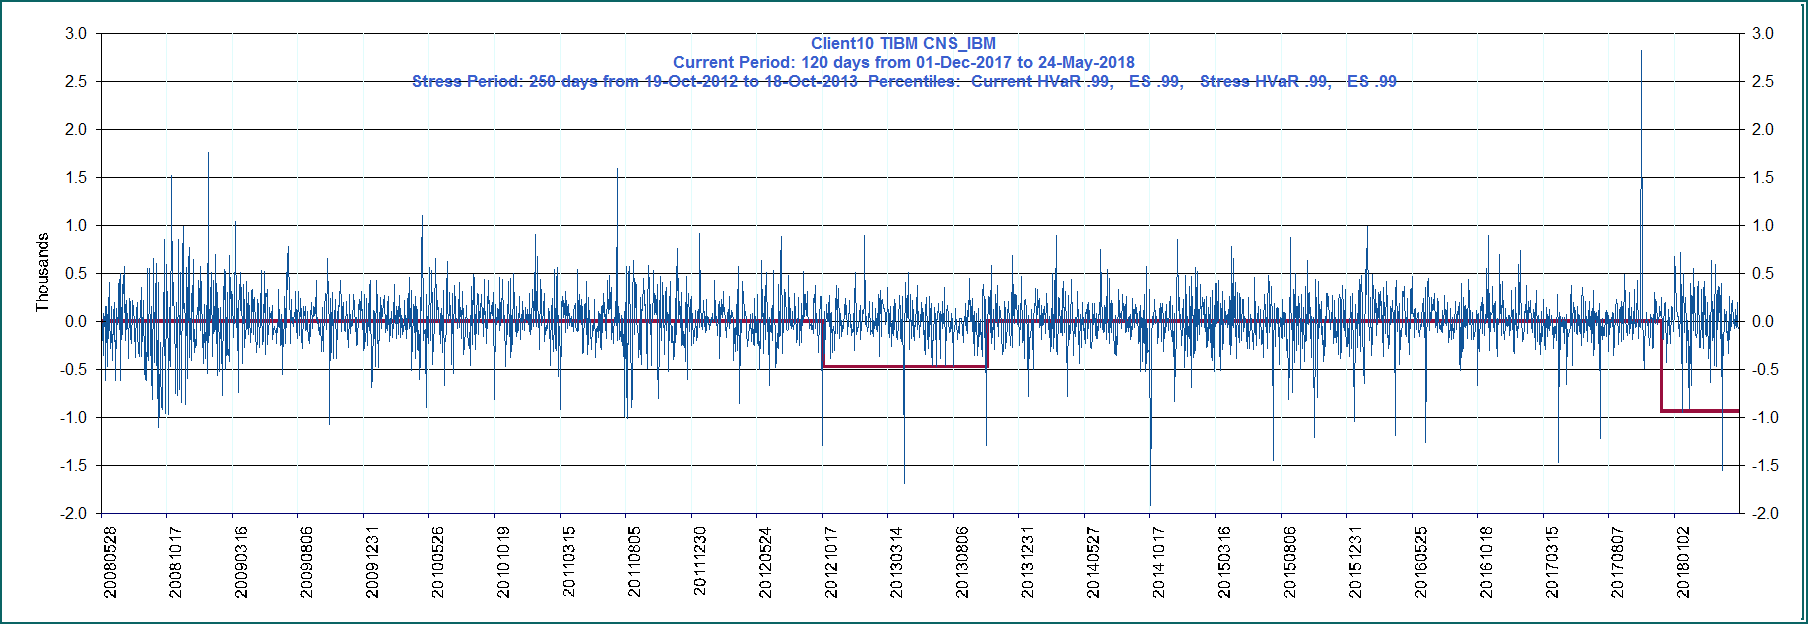 Client10 TIBM CNS_IBM
Current Period: 120 days from 01-Dec-2017 to 24-May-2018
Stress Period: 250 days from 19-Oct-2012 to 18-Oct-2013 Percentiles: Current HVaR .99, ES .99, Stress HVaR .99, ES .99
3.0 3.0
2.5 2.5
2.0 2.0
1.5 1.5
1.0 1.0
0.5 0.5
0.0 0.0
-0.5 -0.5
-1.0 -1.0
-1.5 -1.5
-2.0 -2.0
Thousands
20080528 20081017 20090316 20090806 20091231 20100526 20101019 20110315 20110805 20111230 20120524 20121017 20130314 20130806 20131231 20140527 20141017 20150316 20150806 20151231 20160525 20161018 20170315 20170807 20180102